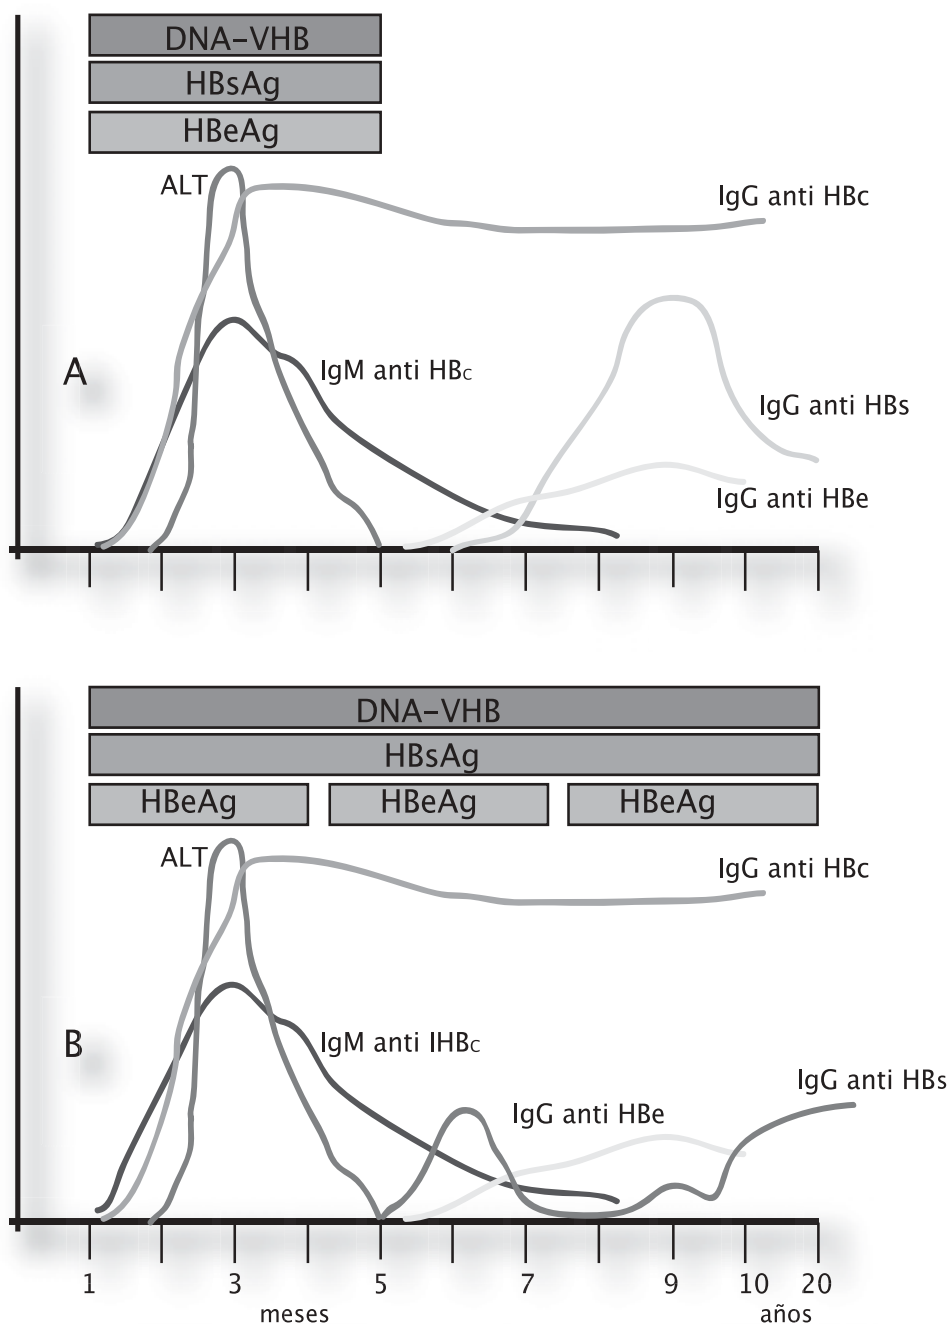 DNA-VHB
HBsAg
HBeAg
ALT
IgG anti HBc
A
IgM anti HBc
IgG anti HBs
IgG anti HBe
DNA-VHB
HBsAg
HBeAg HBeAg HBeAg
ALT
IgG anti HBc
B
IgM anti IHBc
IgG anti HBs
IgG anti HBe
1 3 5 7 9 10 20
meses años